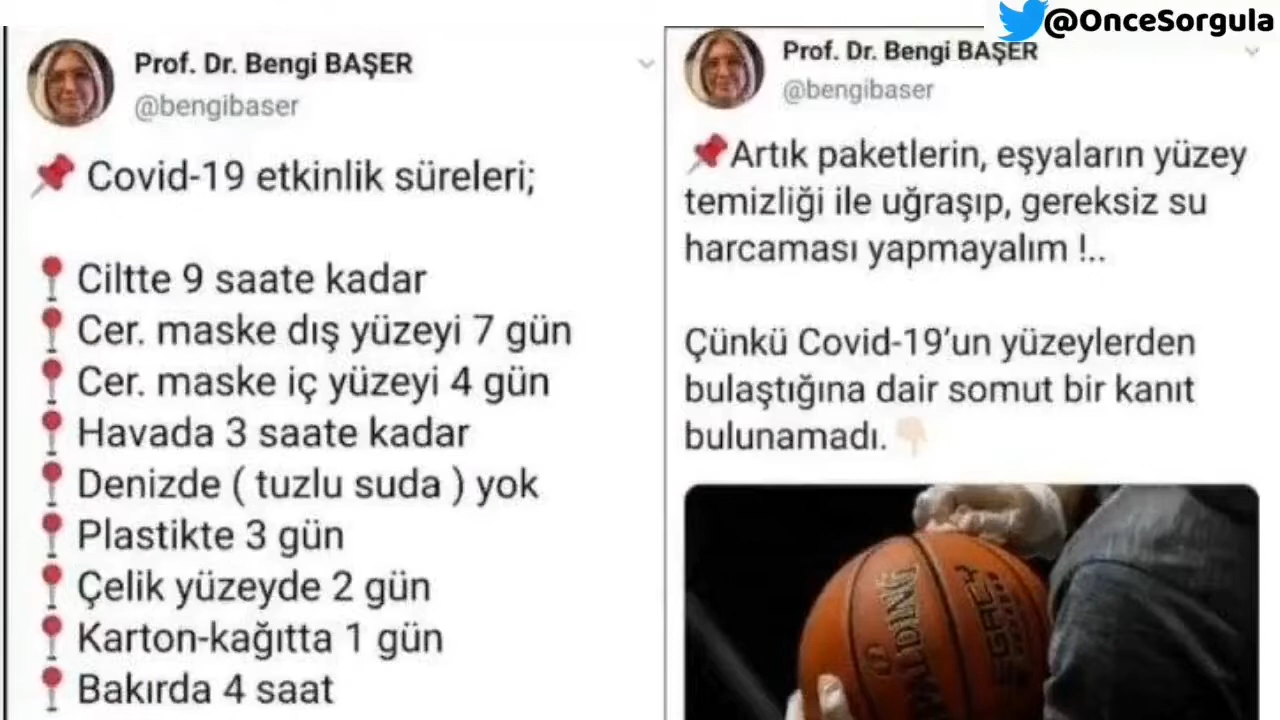 @OnceSorgula
Prof. Dr. Bengi BAŞER
@bengibaser
Covid-19 etkinlik süreleri;
Ciltte 9 saate kadar
Cer. maske dış yüzeyi 7 gün
Cer. maske iç yüzeyi 4 gün
Havada 3 saate kadar
Denizde ( tuzlu suda ) yok
Plastikte 3 gün
Çelik yüzeyde 2 gün
Karton-kağıtta 1 gün
Bakırda 4 saat
Prof. Dr. Bengi BAŞER
@bengibaser
Artık paketlerin, eşyaların yüzey
temizliği ile uğraşıp, gereksiz su
harcaması yapmayalım !..
Çünkü Covid-19’un yüzeylerden
bulaştığına dair somut bir kanıt
bulunamadı.
SPALDING
LEGACY